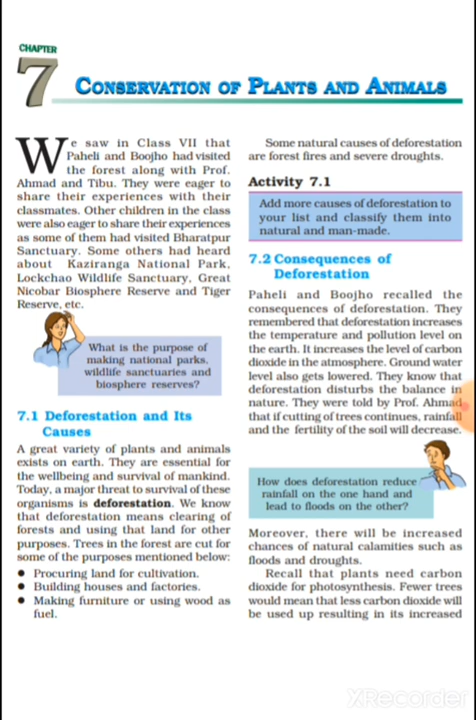 CHAPTER
7
CONSERVATION OF PLANTS AND ANIMALS
We saw in Class VII that
Paheli and Boojho had visited
the forest along with Prof.
Ahmad and Tibu. They were eager to
share their experiences with their
classmates. Other children in the class
were also eager to share their experiences
as some of them had visited Bharatpur
Sanctuary. Some others had heard
about Kaziranga National Park,
Lockchao Wildlife Sanctuary, Great
Nicobar Biosphere Reserve and Tiger
Reserve, etc.
What is the purpose of
making national parks,
wildlife sanctuaries and
biosphere reserves?
7.1 Deforestation and Its
Causes
A great variety of plants and animals
exists on earth. They are essential for
the wellbeing and survival of mankind.
Today, a major threat to survival of these
organisms is deforestation. We know
that deforestation means clearing of
forests and using that land for other
purposes. Trees in the forest are cut for
some of the purposes mentioned below:
● Procuring land for cultivation.
● Building houses and factories.
● Making furniture or using wood as
fuel.
Some natural causes of deforestation
are forest fires and severe droughts.
Activity 7.1
Add more causes of deforestation to
your list and classify them into
natural and man-made.
7.2 Consequences of
Deforestation
Paheli and Boojho recalled the
consequences of deforestation. They
remembered that deforestation increases
the temperature and pollution level on
the earth. It increases the level of carbon
dioxide in the atmosphere. Ground water
level also gets lowered. They know that
deforestation disturbs the balance in
nature. They were told by Prof. Ahmad
that if cutting of trees continues, rainfall
and the fertility of the soil will decrease.
How does deforestation reduce
rainfall on the one hand and
lead to floods on the other?
Moreover, there will be increased
chances of natural calamities such as
floods and droughts.
Recall that plants need carbon
dioxide for photosynthesis. Fewer trees
would mean that less carbon dioxide will
be used up resulting in its increased
XRecorder